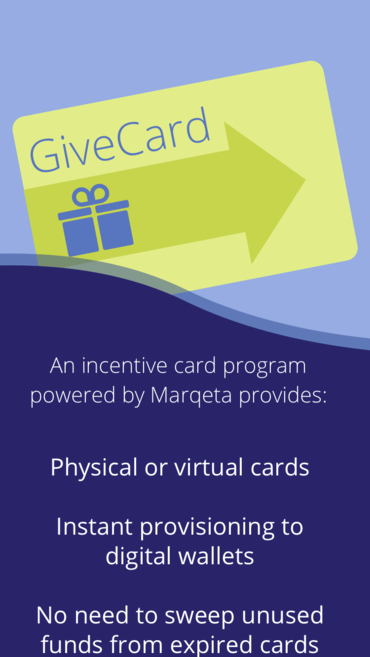 GiveCard
An incentive card program
powered by Marqeta provides:
Physical or virtual cards
Instant provisioning to
digital wallets
No need to sweep unused
funds from expired cards